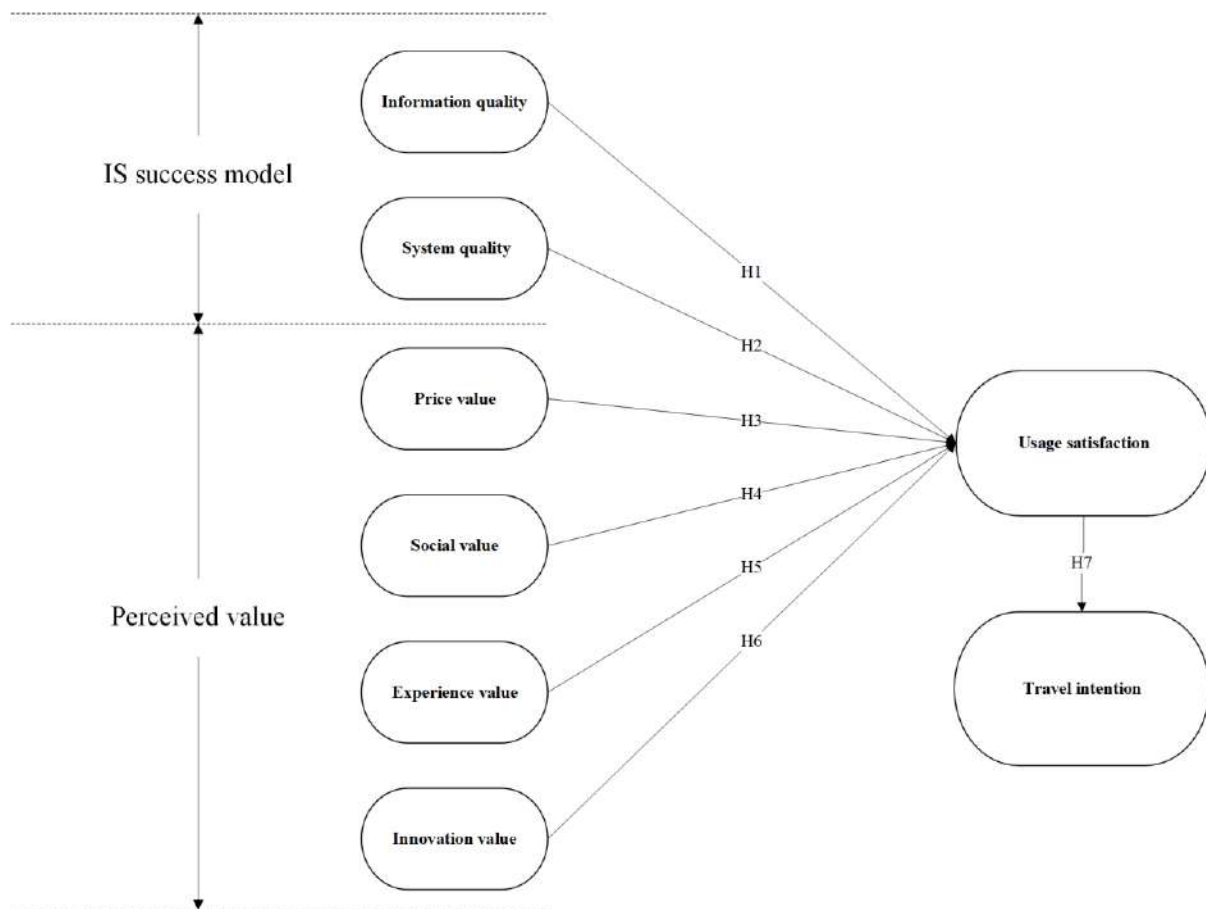 Information quality
IS success model
System quality
H1
H2
Price value
H3
Usage satisfaction
H4
Social value
H5
H7
Perceived value
H6
Experience value
Travel intention
Innovation value